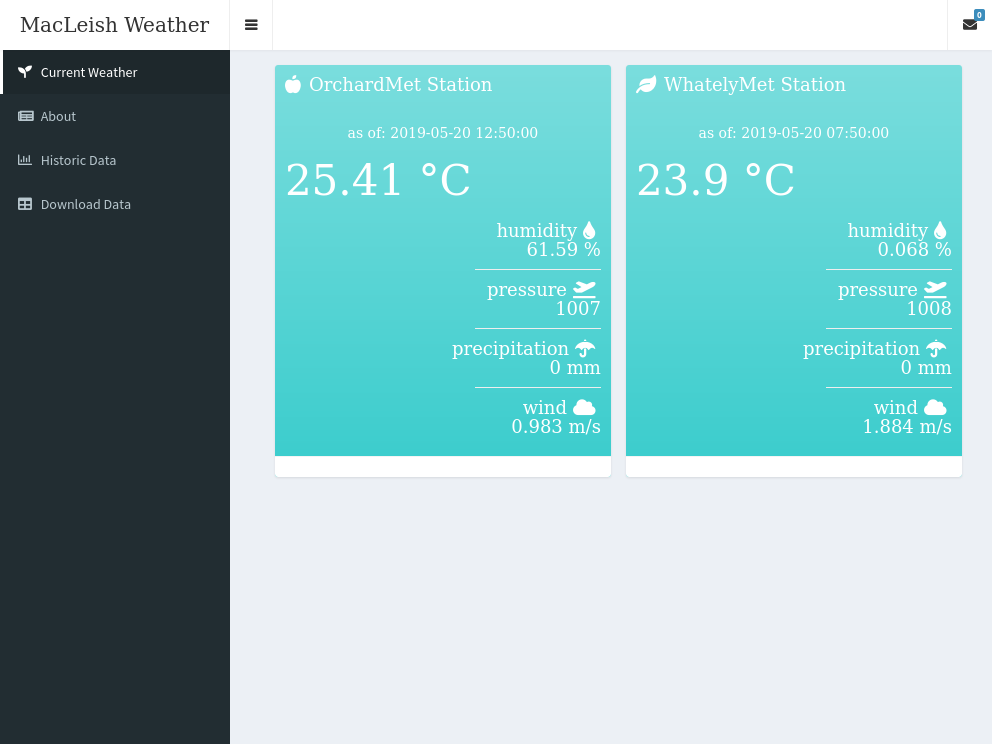 MacLeish Weather
0
Current Weather
About
Historic Data
Download Data
OrchardMet Station
as of: 2019-05-20 12:50:00
25.41 °C
humidity
61.59 %
pressure
1007
precipitation
0 mm
wind
0.983 m/s
WhatelyMet Station
as of: 2019-05-20 07:50:00
23.9 °C
humidity
0.068 %
pressure
1008
precipitation
0 mm
wind
1.884 m/s